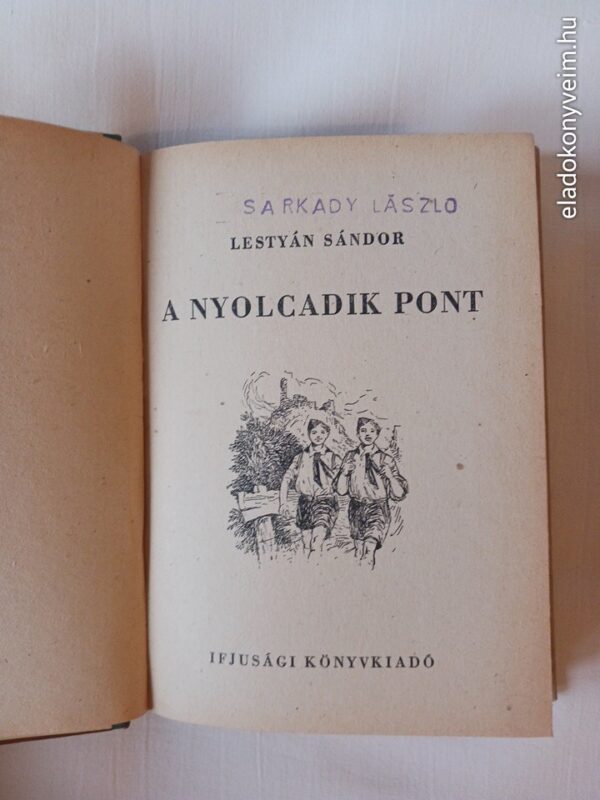 SARKADY LÁSZLO
LESTYÁN SÁNDOR
A NYOLCADIK PONT
IFJUSÁGI KÖNYVKIADÓ
eladokonyveim.hu